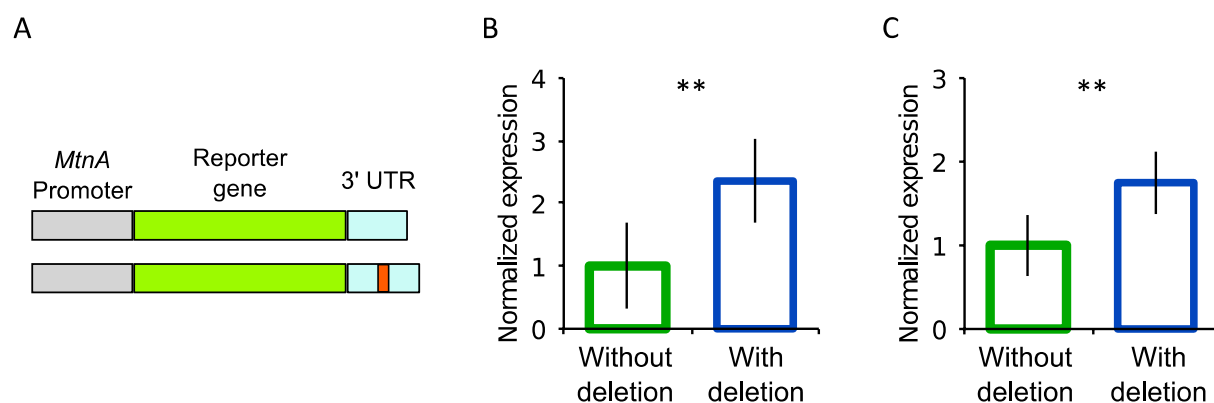 A
MtnA
Promoter
Reporter
gene
3' UTR
B
Normalized expression
4
3
2
1
0
**
Without
deletion
With
deletion
C
Normalized expression
3
2
1
0
**
Without
deletion
With
deletion